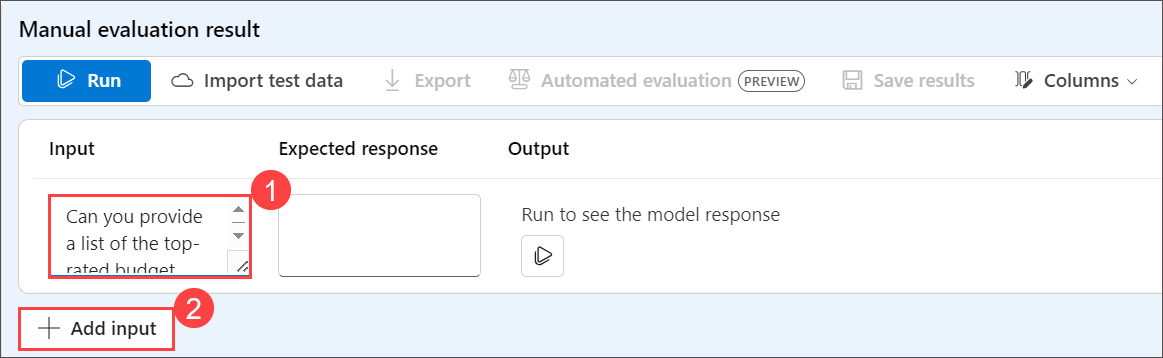 Manual evaluation result
Run Import test data Export Automated evaluation PREVIEW Save results Columns
Input Expected response Output
1
Can you provide
a list of the top-
rated budget
Run to see the model response
2
Add input